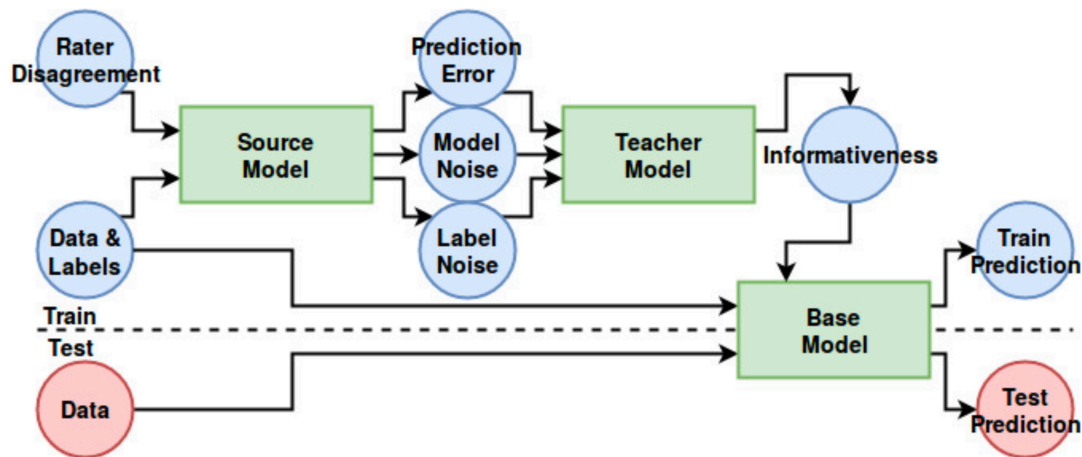 Rater
Disagreement
Prediction
Error
Source
Model
Model
Noise
Teacher
Model
Informativeness
Data &
Labels
Label
Noise
Train
Prediction
Train
Test
Base
Model
Data
Test
Prediction